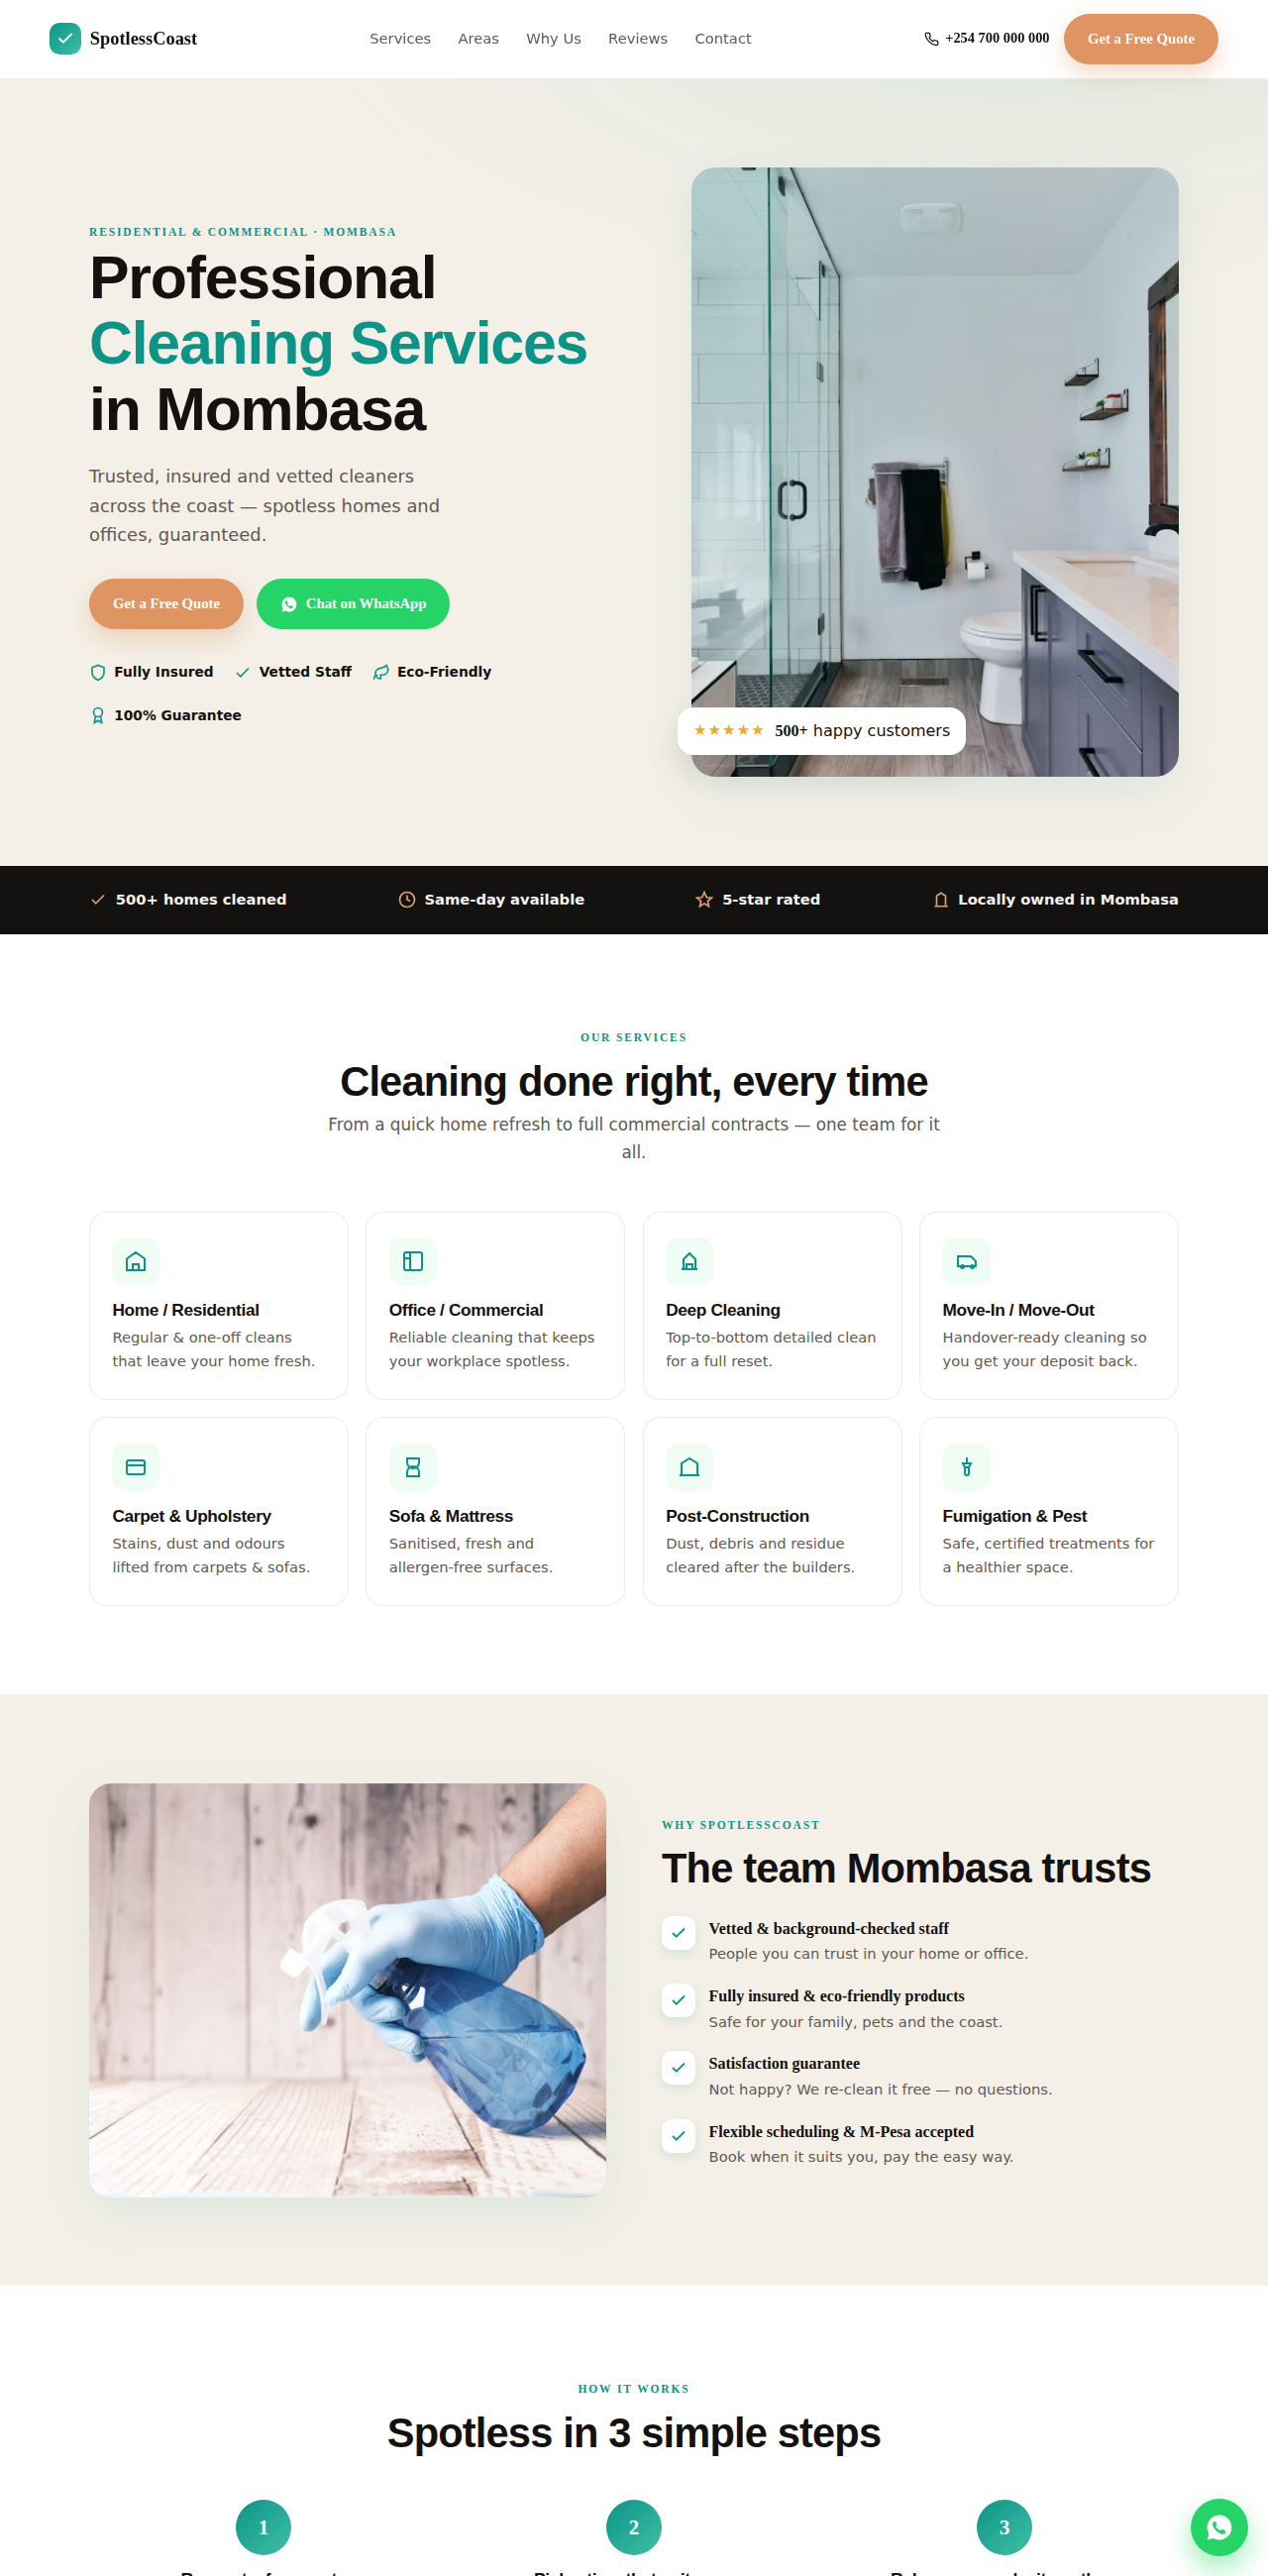 SpotlessCoast
Services
Areas
Why Us
Reviews
Contact
+254 700 000 000
Get a Free Quote
RESIDENTIAL & COMMERCIAL · MOMBASA
Professional
Cleaning Services
in Mombasa
Trusted, insured and vetted cleaners
across the coast — spotless homes and
offices, guaranteed.
Get a Free Quote
Chat on WhatsApp
Fully Insured
Vetted Staff
Eco-Friendly
100% Guarantee
★★★★★ 500+ happy customers
500+ homes cleaned
Same-day available
5-star rated
Locally owned in Mombasa
OUR SERVICES
Cleaning done right, every time
From a quick home refresh to full commercial contracts — one team for it
all.
Home / Residential
Regular & one-off cleans
that leave your home fresh.
Office / Commercial
Reliable cleaning that keeps
your workplace spotless.
Deep Cleaning
Top-to-bottom detailed clean
for a full reset.
Move-In / Move-Out
Handover-ready cleaning so
you get your deposit back.
Carpet & Upholstery
Stains, dust and odours
lifted from carpets & sofas.
Sofa & Mattress
Sanitised, fresh and
allergen-free surfaces.
Post-Construction
Dust, debris and residue
cleared after the builders.
Fumigation & Pest
Safe, certified treatments for
a healthier space.
WHY SPOTLESSCOAST
The team Mombasa trusts
Vetted & background-checked staff
People you can trust in your home or office.
Fully insured & eco-friendly products
Safe for your family, pets and the coast.
Satisfaction guarantee
Not happy? We re-clean it free — no questions.
Flexible scheduling & M-Pesa accepted
Book when it suits you, pay the easy way.
HOW IT WORKS
Spotless in 3 simple steps
1
2
3